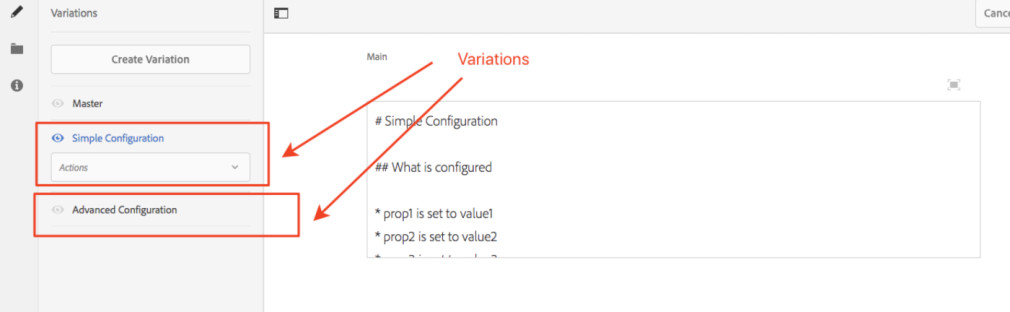 Variations
Create Variation
Master
Simple Configuration
Actions
Advanced Configuration
Cance
Main
Variations
# Simple Configuration
## What is configured
* prop1 is set to value1
* prop2 is set to value2